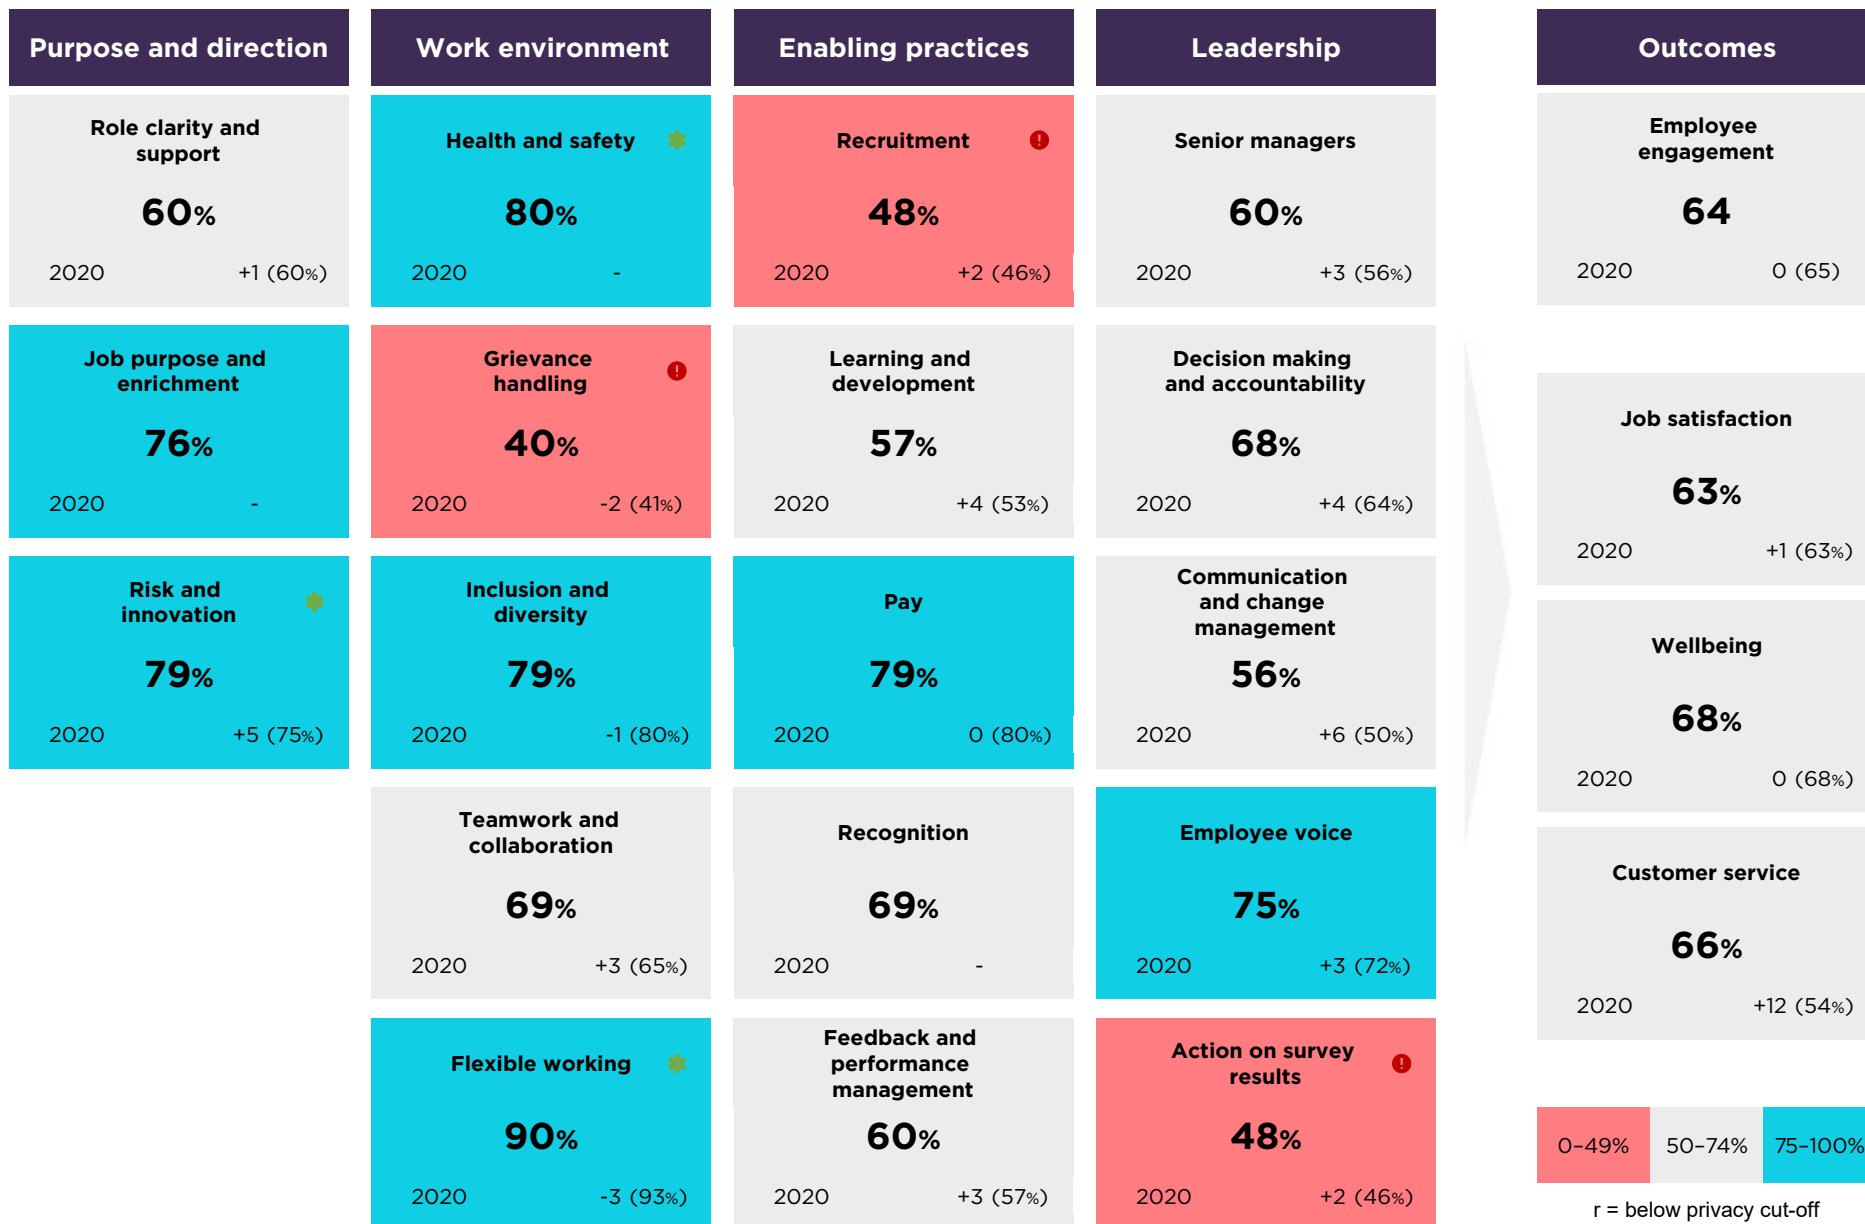 Purpose and direction
Role clarity and
support
60%
2020 +1 (60%)
Job purpose and
enrichment
76%
2020 -
Risk and
innovation
79%
2020 +5 (75%)
Work environment
Health and safety
80%
2020 -
Grievance
handling
40%
2020 -2 (41%)
Inclusion and
diversity
79%
2020 -1 (80%)
Teamwork and
collaboration
69%
2020 +3 (65%)
Flexible working
90%
2020 -3 (93%)
Enabling practices
Recruitment
48%
2020 +2 (46%)
Learning and
development
57%
2020 +4 (53%)
Pay
79%
2020 0 (80%)
Recognition
69%
2020 -
Feedback and
performance
management
60%
2020 +3 (57%)
Leadership
Senior managers
60%
2020 +3 (56%)
Decision making
and accountability
68%
2020 +4 (64%)
Communication
and change
management
56%
2020 +6 (50%)
Employee voice
75%
2020 +3 (72%)
Action on survey
results
48%
2020 +2 (46%)
Outcomes
Employee
engagement
64
2020 0 (65)
Job satisfaction
63%
2020 +1 (63%)
Wellbeing
68%
2020 0 (68%)
Customer service
66%
2020 +12 (54%)
0–49% 50–74% 75–100%
r = below privacy cut-off